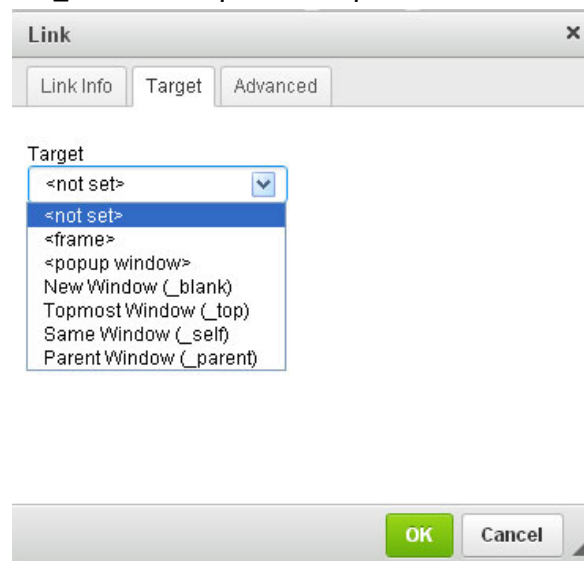 Link ×
Link Info Target Advanced
Target
<not set>
<not set>
<frame>
<popup window>
New Window (_blank)
Topmost Window (_top)
Same Window (_self)
Parent Window (_parent)
OK Cancel